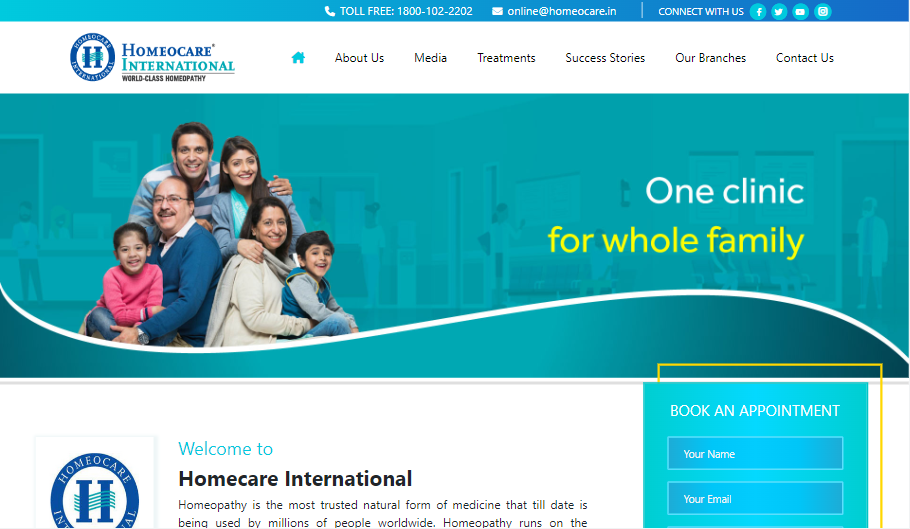 TOLL FREE: 1800-102-2202 online@homeocare.in CONNECT WITH US
HOMEOCARE INTERNATIONAL
H
HOMEOCARE®
INTERNATIONAL
WORLD-CLASS HOMEOPATHY
About Us Media Treatments Success Stories Our Branches Contact Us
One clinic
for whole family
BOOK AN APPOINTMENT
Your Name
Your Email
HOMEOCARE
H
Welcome to
Homecare International
Homeopathy is the most trusted natural form of medicine that till date is
being used by millions of people worldwide. Homeopathy runs on the